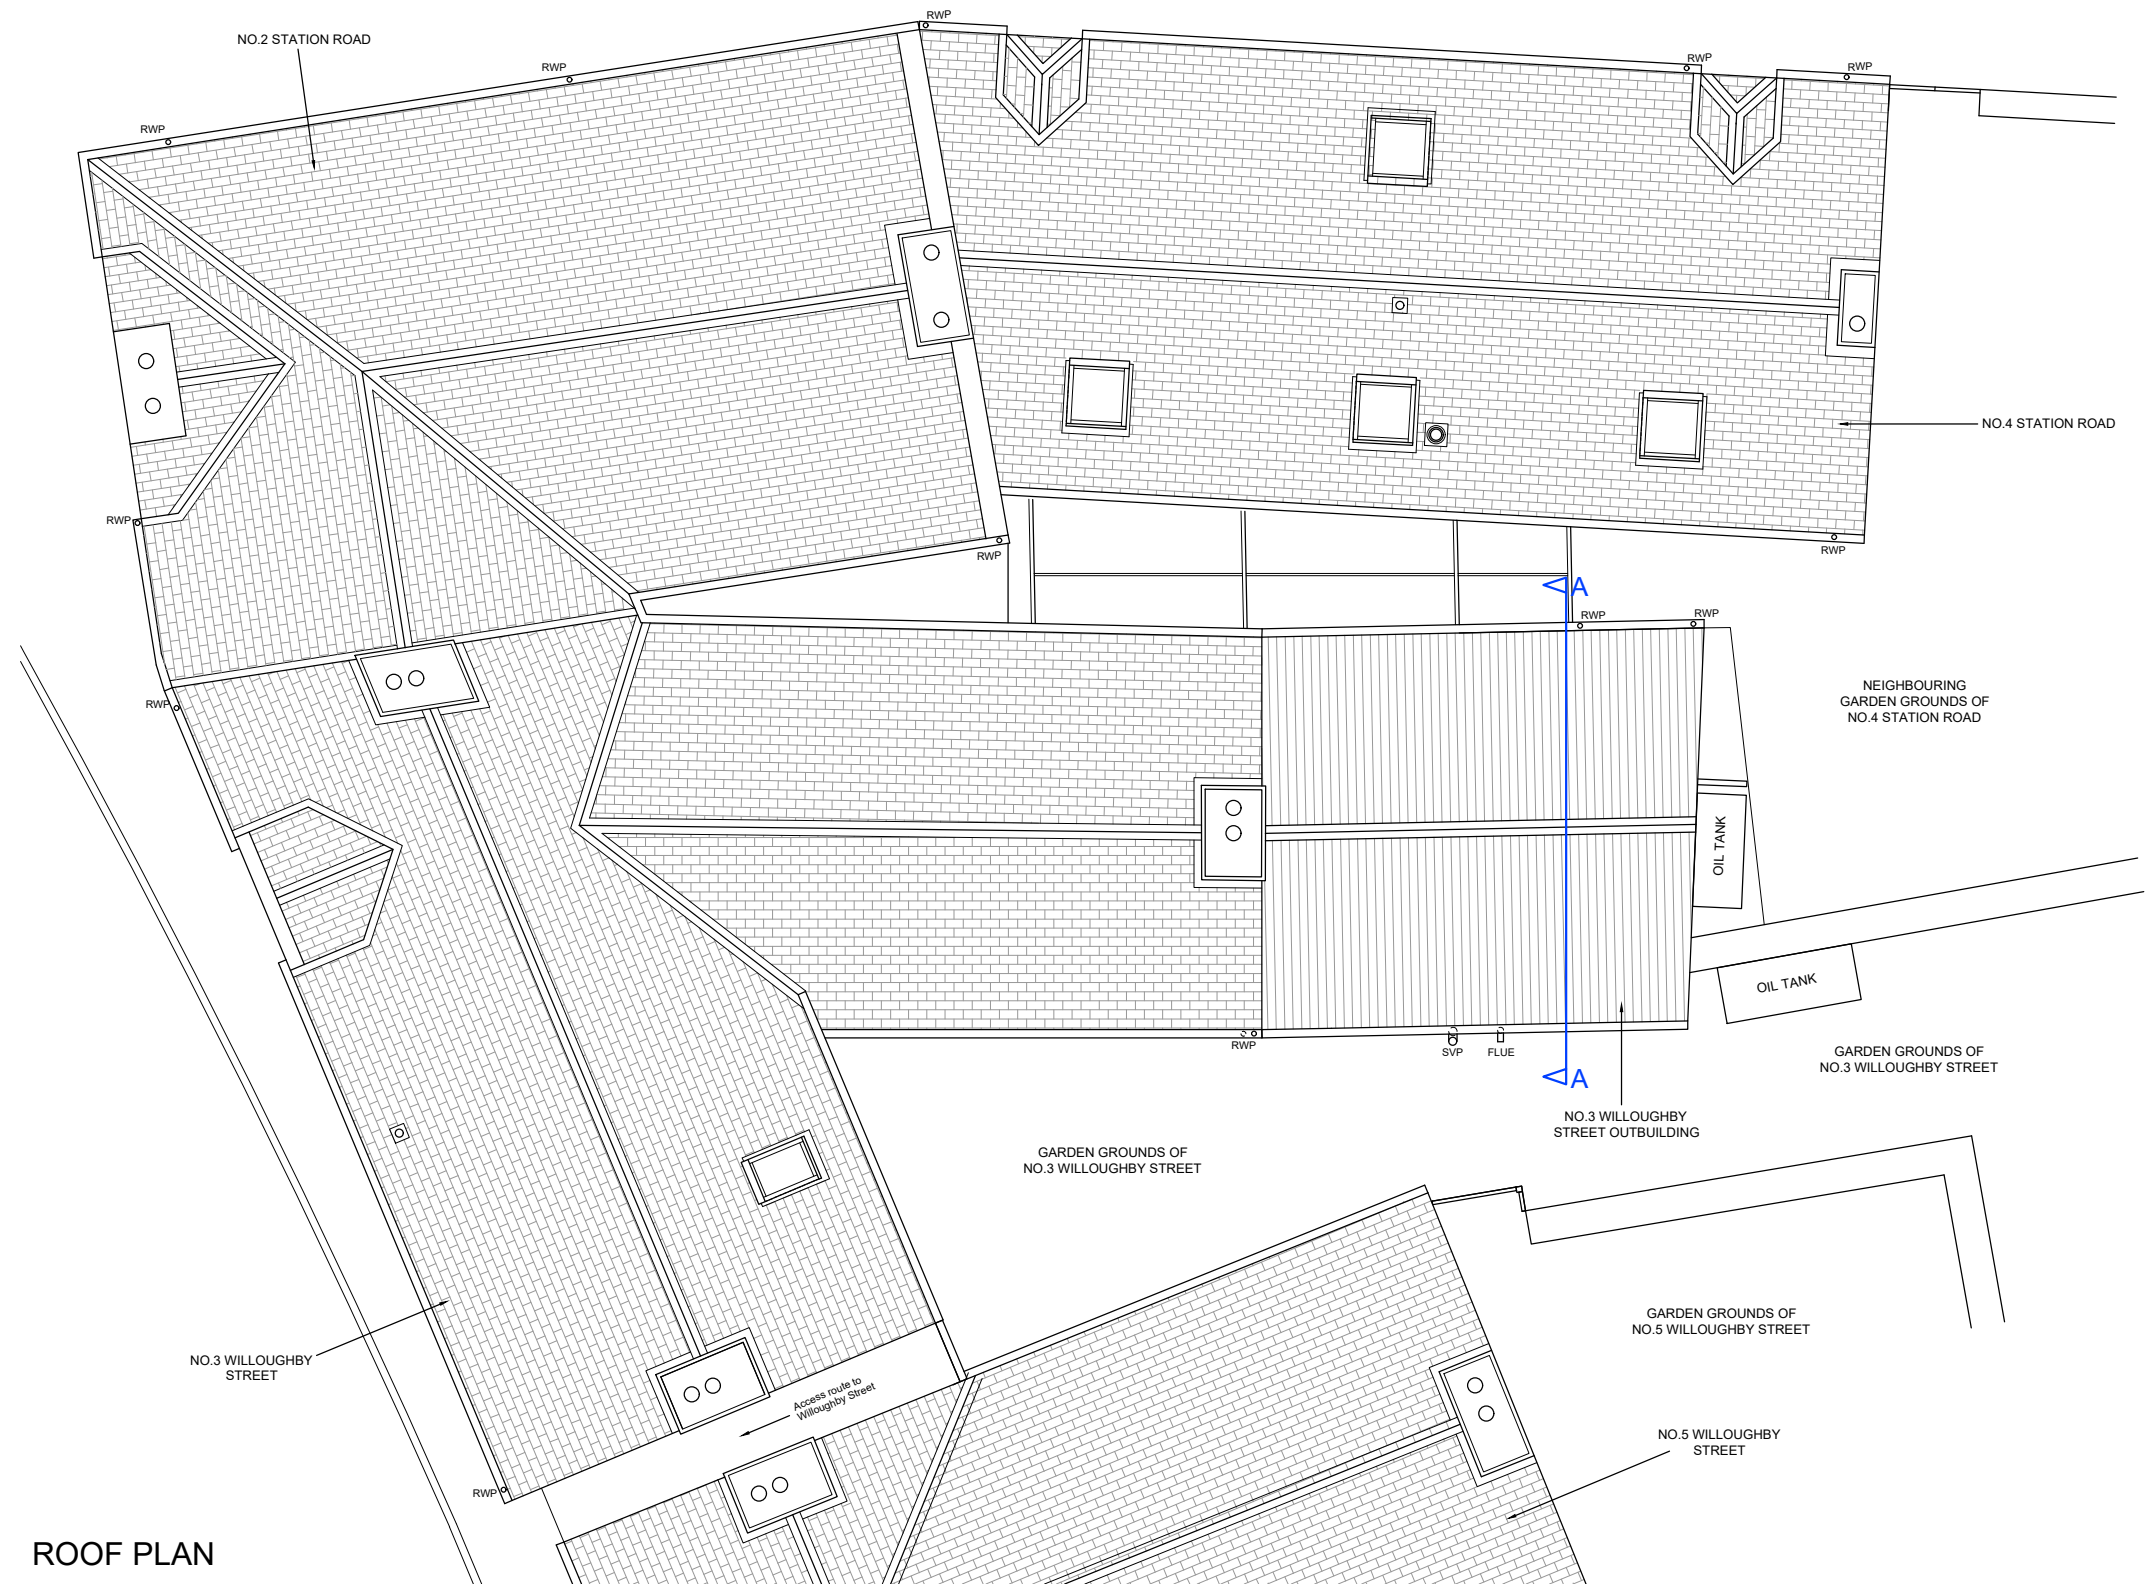 RWP
NO.2 STATION ROAD
RWP
RWP
RWP
RWP
RWP
NO.4 STATION ROAD
RWP
RWP
RWP
A
RWP
RWP
NEIGHBOURING
GARDEN GROUNDS OF
NO.4 STATION ROAD
RWP
OIL TANK
OIL TANK
RWP
SVP
FLUE
GARDEN GROUNDS OF
NO.3 WILLOUGHBY STREET
A
NO.3 WILLOUGHBY
STREET OUTBUILDING
GARDEN GROUNDS OF
NO.3 WILLOUGHBY STREET
GARDEN GROUNDS OF
NO.5 WILLOUGHBY STREET
NO.3 WILLOUGHBY
STREET
Access route to
Willoughby Street
NO.5 WILLOUGHBY
STREET
RWP
ROOF PLAN